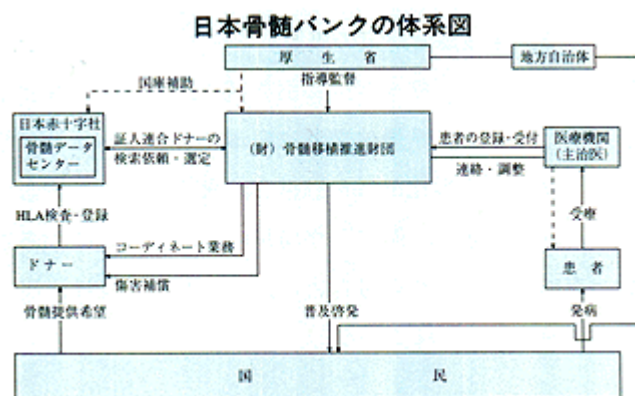 日本骨髄バンクの体系図
厚生省
地方自治体
国庫補助
指導監督
日本赤十字社
骨髄データ
センター
証人連合ドナーの
検索依頼・選定
(財)骨髄移植推進財団
患者の登録・受付
連絡・調整
医療機関
(主治医)
HLA検査・登録
コーディネート業務
受療
ドナー
傷害補償
患者
骨髄提供希望
普及啓発
発病
国民